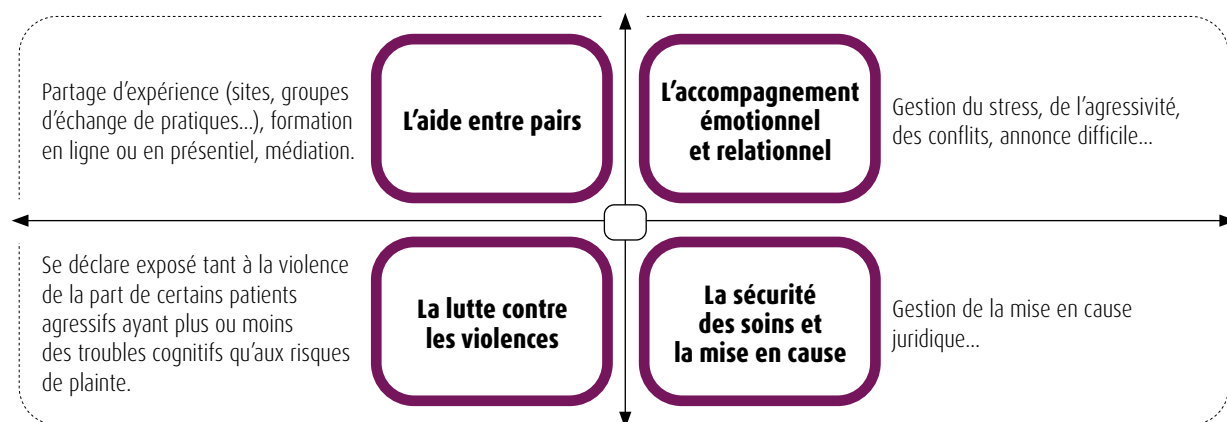 Partage d'expérience (sites, groupes
d'échange de pratiques...), formation
en ligne ou en présentiel, médiation.
L'aide entre pairs
L'accompagnement
émotionnel
et relationnel
Gestion du stress, de l'agressivité,
des conflits, annonce difficile...
Se déclare exposé tant à la violence
de la part de certains patients
agressifs ayant plus ou moins
des troubles cognitifs qu'aux risques
de plainte.
La lutte contre
les violences
La sécurité
des soins et
la mise en cause
Gestion de la mise en cause
juridique...